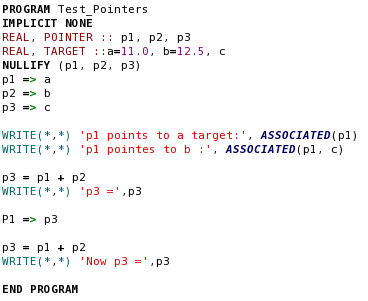 PROGRAM Test_Pointers
IMPLICIT NONE
REAL, POINTER :: p1, p2, p3
REAL, TARGET ::a=11.0, b=12.5, c
NULLIFY (p1, p2, p3)
p1 => a
p2 => b
p3 => c
WRITE(*,*) 'p1 points to a target:', ASSOCIATED(p1)
WRITE(*,*) 'p1 pointes to b :', ASSOCIATED(p1, c)
p3 = p1 + p2
WRITE(*,*) 'p3 =',p3
P1 => p3
p3 = p1 + p2
WRITE(*,*) 'Now p3 =',p3
END PROGRAM